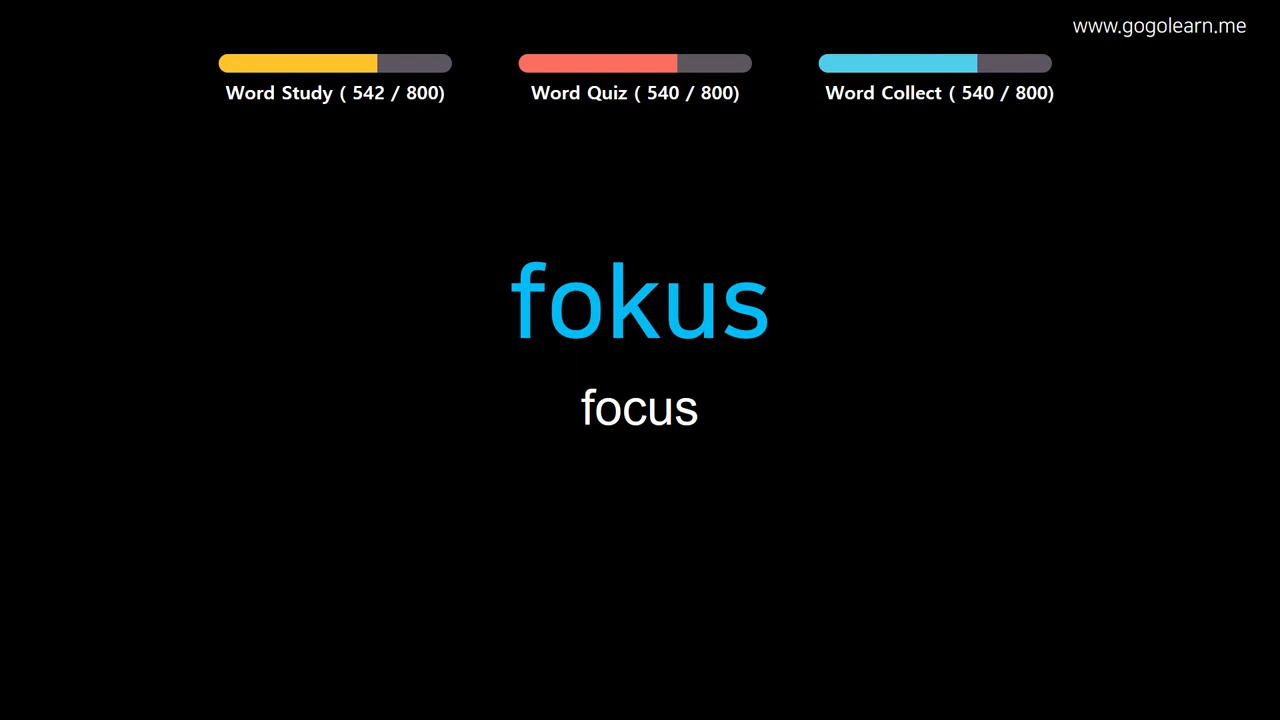 www.gogolearn.me
Word Study ( 542 / 800)
Word Quiz ( 540 / 800)
Word Collect ( 540 / 800)
fokus
focus